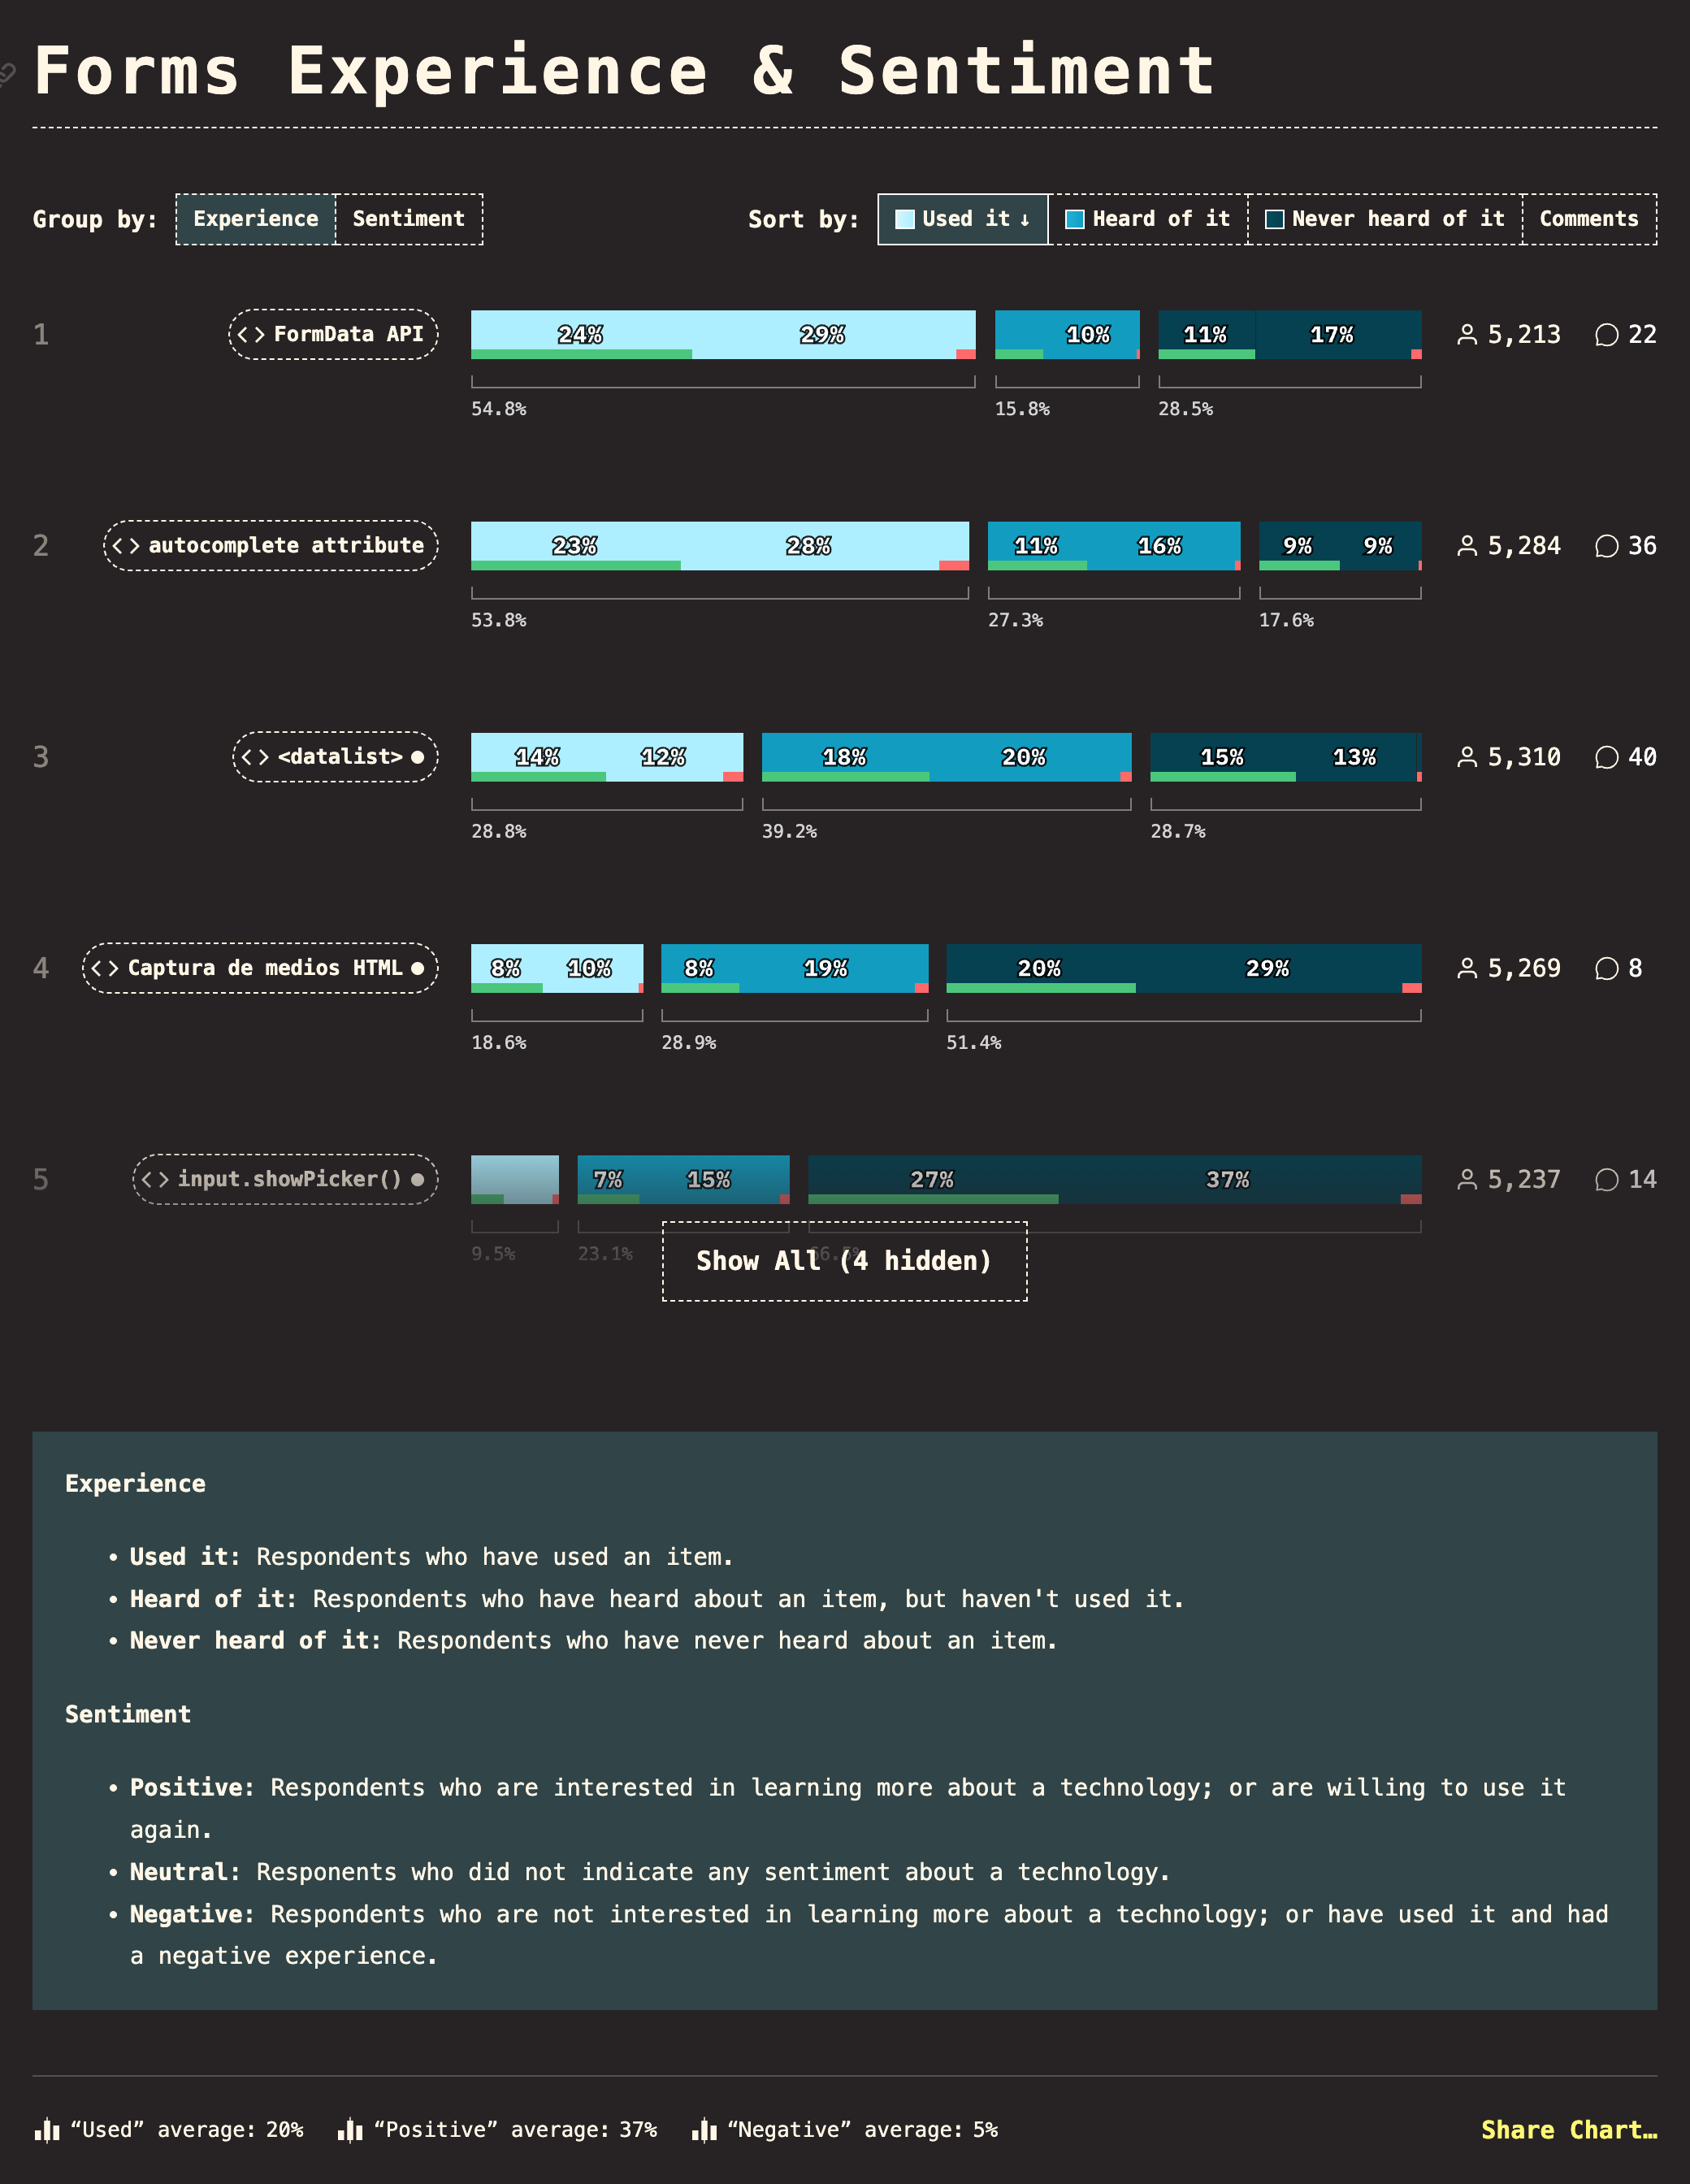 Forms Experience & Sentiment
Group by: Experience Sentiment Sort by: Used it ↓ Heard of it Never heard of it Comments
1 <> FormData API 24% 29% 10% 11% 17% 5,213 22
54.8% 15.8% 28.5%
2 <> autocomplete attribute 23% 28% 11% 16% 9% 9% 5,284 36
53.8% 27.3% 17.6%
3 <> <datalist> 14% 12% 18% 20% 15% 13% 5,310 40
28.8% 39.2% 28.7%
4 <> Captura de medios HTML 8% 10% 8% 19% 20% 29% 5,269 8
18.6% 28.9% 51.4%
5 <> input.showPicker() 7% 15% 27% 37% 5,237 14
9.5% 23.1%
Show All (4 hidden)
Experience
• Used it: Respondents who have used an item.
• Heard of it: Respondents who have heard about an item, but haven't used it.
• Never heard of it: Respondents who have never heard about an item.
Sentiment
• Positive: Respondents who are interested in learning more about a technology; or are willing to use it
again.
• Neutral: Responents who did not indicate any sentiment about a technology.
• Negative: Respondents who are not interested in learning more about a technology; or have used it and had
a negative experience.
“Used” average: 20% “Positive” average: 37% “Negative” average: 5% Share Chart…